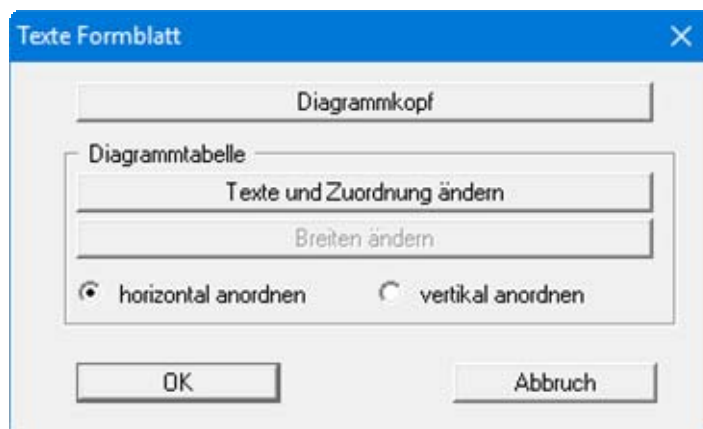 Texte Formblatt
Diagrammkopf
Diagrammtabelle
Texte und Zuordnung ändern
Breiten ändern
horizontal anordnen vertikal anordnen
OK Abbruch